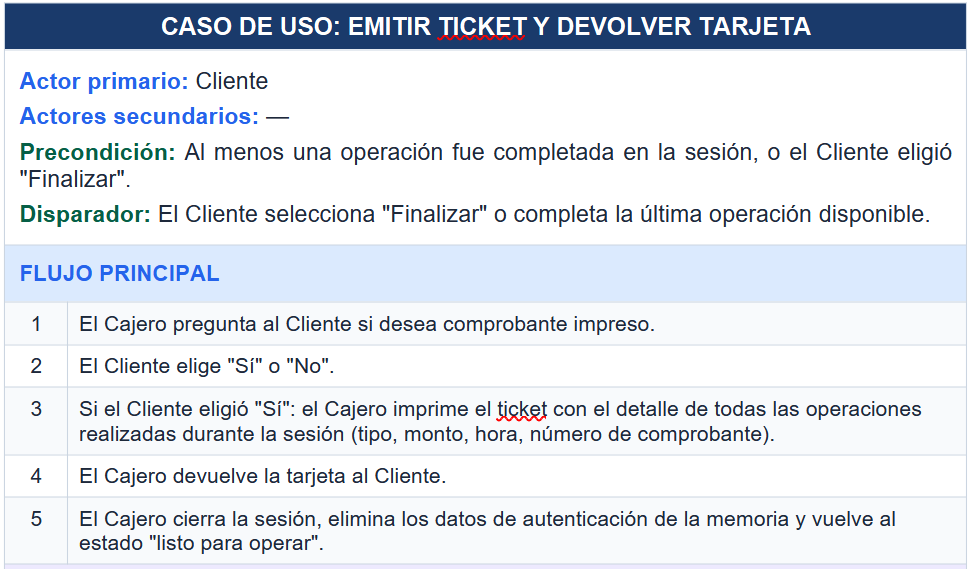 CASO DE USO: EMITIR TICKET Y DEVOLVER TARJETA
Actor primario: Cliente
Actores secundarios: —
Precondición: Al menos una operación fue completada en la sesión, o el Cliente eligió
"Finalizar".
Disparador: El Cliente selecciona "Finalizar" o completa la última operación disponible.
FLUJO PRINCIPAL
1 El Cajero pregunta al Cliente si desea comprobante impreso.
2 El Cliente elige "Sí" o "No".
3 Si el Cliente eligió "Sí": el Cajero imprime el ticket con el detalle de todas las operaciones
realizadas durante la sesión (tipo, monto, hora, número de comprobante).
4 El Cajero devuelve la tarjeta al Cliente.
5 El Cajero cierra la sesión, elimina los datos de autenticación de la memoria y vuelve al
estado "listo para operar".